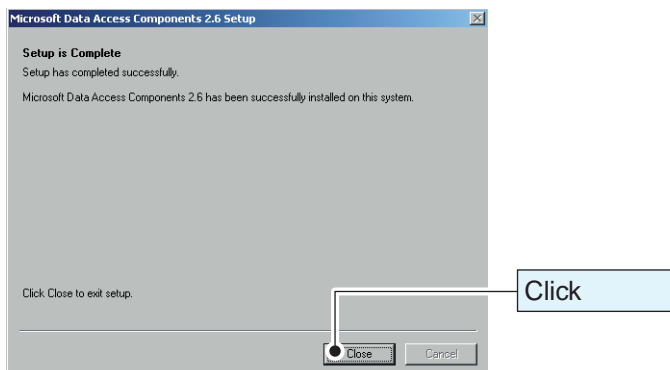 Microsoft Data Access Components 2.6 Setup
Setup is Complete
Setup has completed successfully.
Microsoft Data Access Components 2.6 has been successfully installed on this system.
Click Close to exit setup.
Click
Close
Cancel